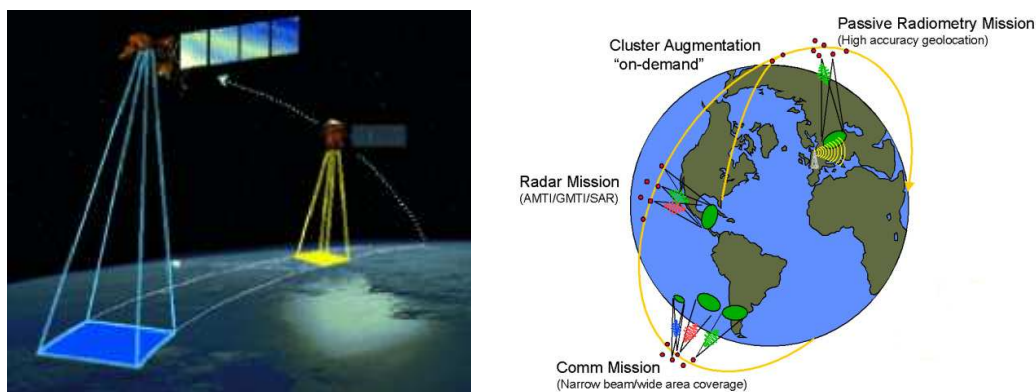 Passive Radiometry Mission
(High accuracy geolocation)
Cluster Augmentation
“on-demand”
Radar Mission
(AMTI/GMTI/SAR)
Comm Mission
(Narrow beam/wide area coverage)